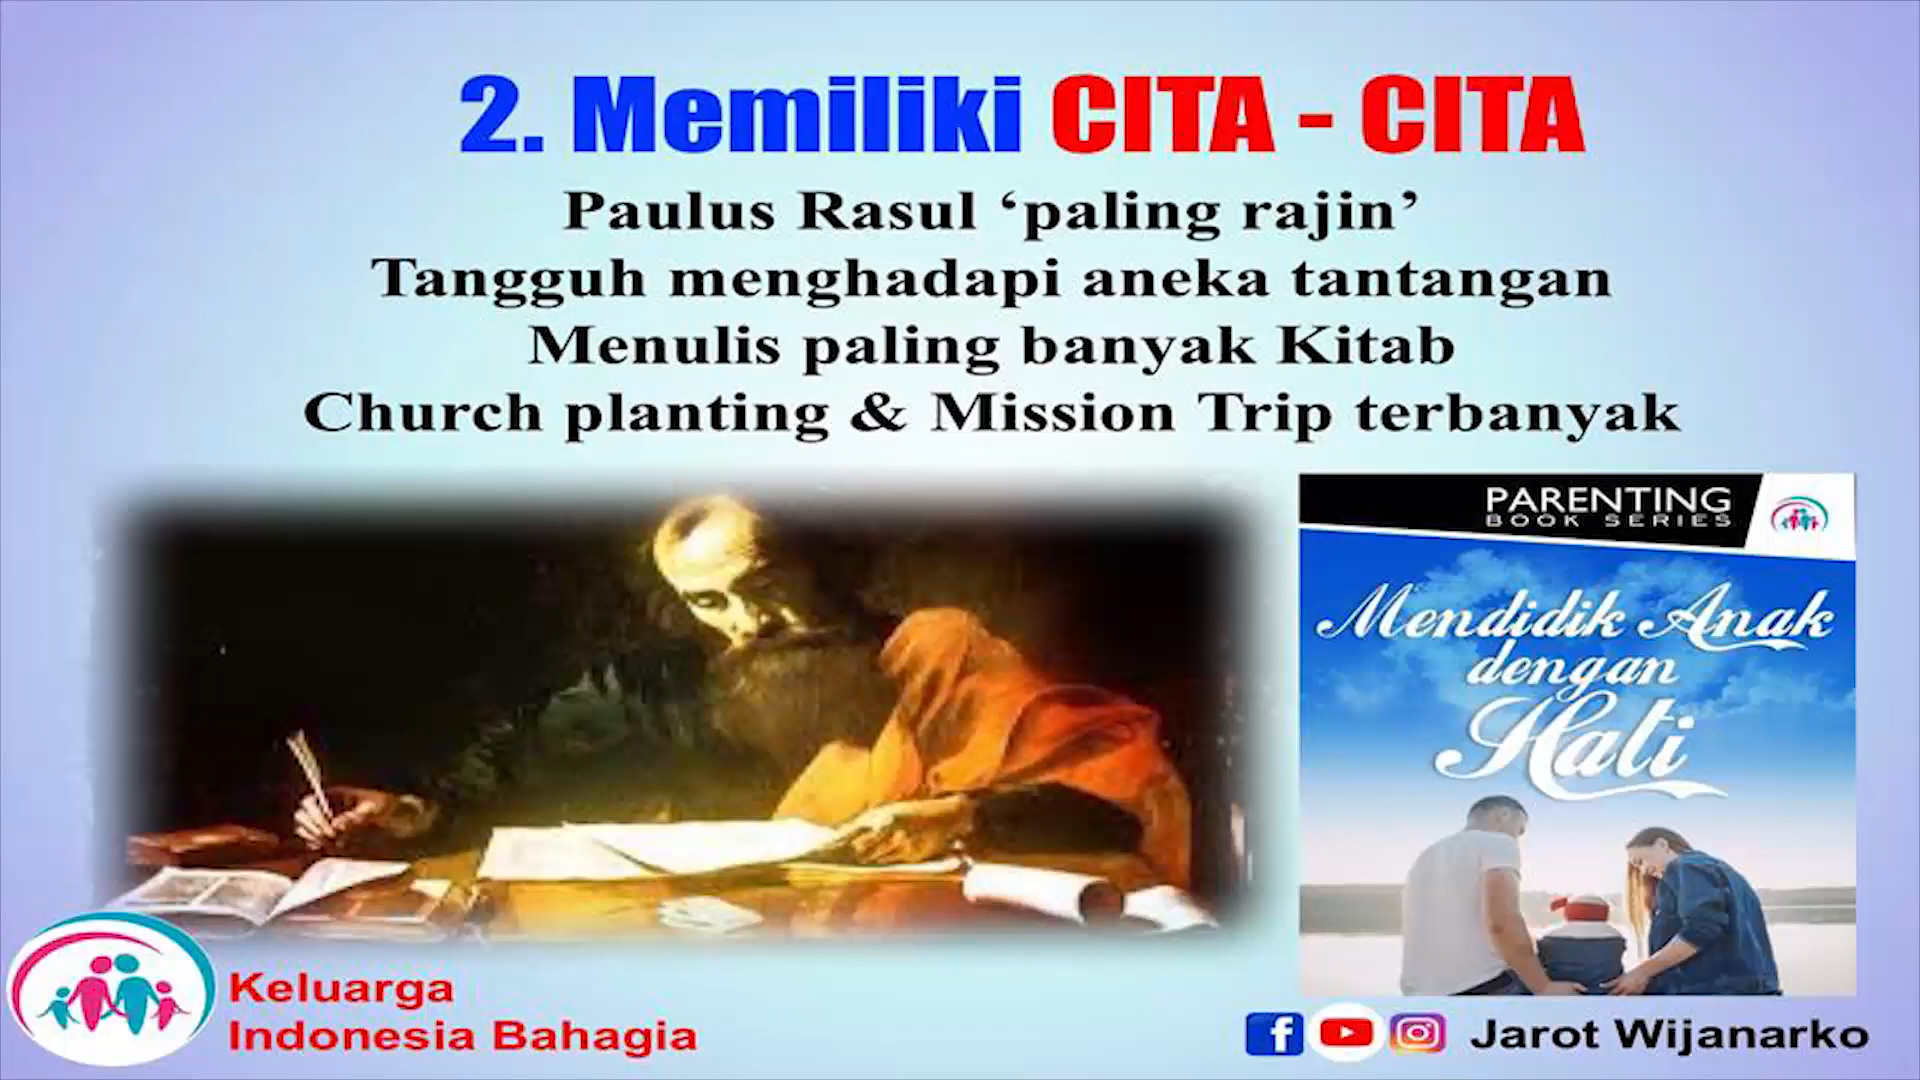 2. Memiliki CITA - CITA
Paulus Rasul ‘paling rajin’
Tangguh menghadapi aneka tantangan
Menulis paling banyak Kitab
Church planting & Mission Trip terbanyak
PARENTING
BOOK SERIES
Mendidik Anak
dengan
Hati
Keluarga
Indonesia Bahagia
Jarot Wijanarko